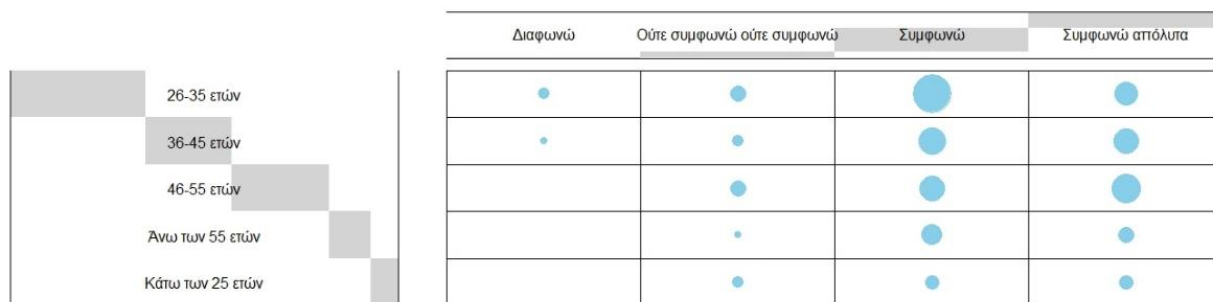 Διαφωνώ Ούτε συμφωνώ ούτε συμφωνώ Συμφωνώ Συμφωνώ απόλυτα
26-35 ετών
36-45 ετών
46-55 ετών
Άνω των 55 ετών
Κάτω των 25 ετών